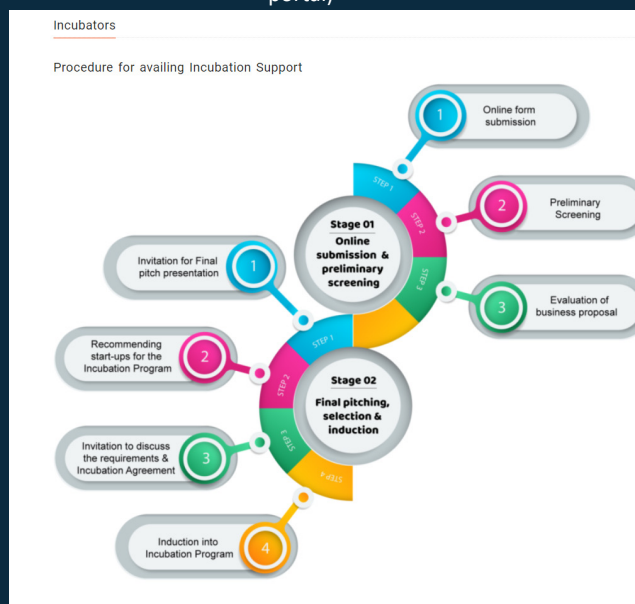 portal)
Incubators
Procedure for availing Incubation Support
1
Online form
submission
STEP 1
2
Preliminary
Screening
STEP 2
3
Evaluation of
business proposal
STEP 3
Stage 01
Online
submission &
preliminary
screening
1
Invitation for Final
pitch presentation
STEP 1
2
Recommending
start-ups for the
Incubation Program
STEP 2
3
Invitation to discuss
the requirements &
Incubation Agreement
STEP 3
4
Induction into
Incubation Program
STEP 4
Stage 02
Final pitching,
selection &
induction